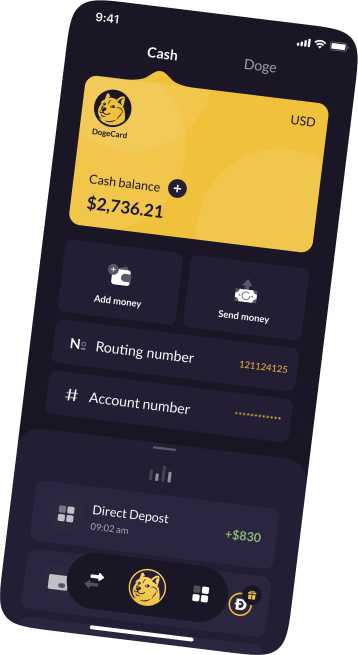 9:41
Cash
Doge
DogeCard
USD
Cash balance
$2,736.21
Add money
Send money
№ Routing number 121124125
# Account number ************
Direct Depost +$830
09:02 am